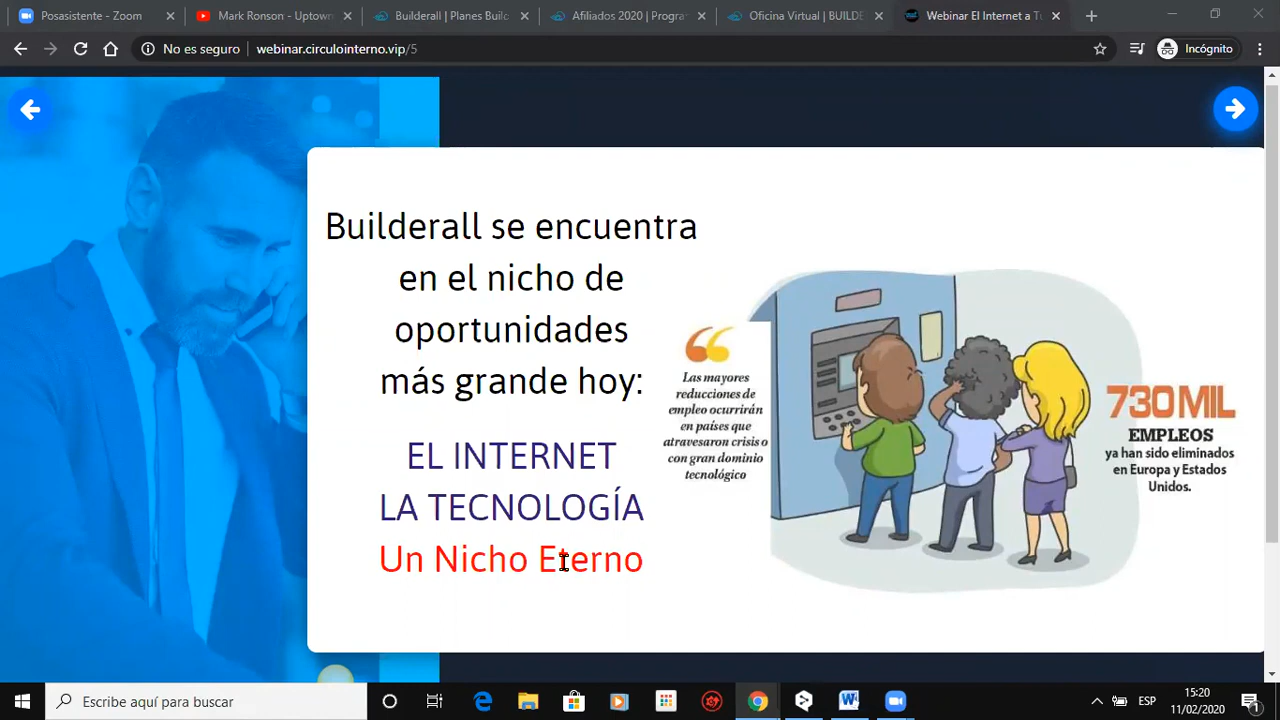 Posasistente - Zoom
Mark Ronson - Uptown
Builderall | Planes Builde
Afiliados 2020 | Progra
Oficina Virtual | BUILDE
Webinar El Internet a Tu
No es seguro
webinar.circulointerno.vip/5
Incógnito
Builderall se encuentra
en el nicho de
oportunidades
más grande hoy:
EL INTERNET
LA TECNOLOGÍA
Un Nicho Eterno
Las mayores
reducciones de
empleo ocurrirán
en países que
atravesaron crisis o
con gran dominio
tecnológico
730 MIL
EMPLEOS
ya han sido eliminados
en Europa y Estados
Unidos.
Escribe aquí para buscar
ESP
15:20
11/02/2020